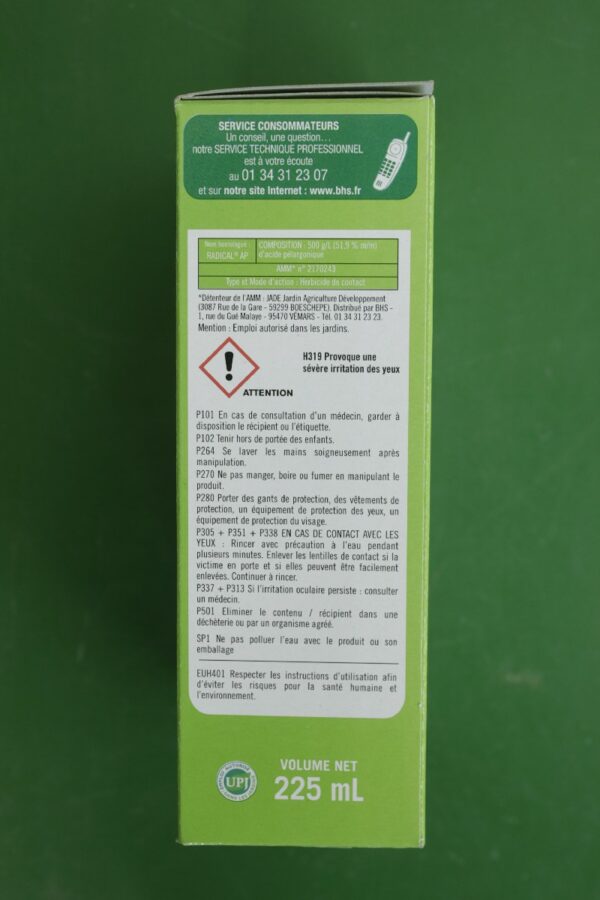 SERVICE CONSOMMATEURS
Un conseil, une question...
notre SERVICE TECHNIQUE PROFESSIONNEL
est à votre écoute
au 01 34 31 23 07
et sur notre site Internet : www.bhs.fr
Nom homologué :
RADICAL® AP
COMPOSITION - 500 g/L (51,9 % m/m)
d'acide pélargonique
AMM* n° 2170243
Type et Mode d'action : Herbicide de contact
*Détenteur de l'AMM : JADE Jardin Agriculture Développement
(3087 Rue de la Gare - 59299 BOESCHEPE). Distribué par BHS -
1, rue du Gué Malaye - 95470 VEMARS - Tél. 01 34 31 23 23.
Mention : Emploi autorisé dans les jardins.
H319 Provoque une
sévère irritation des yeux
ATTENTION
P101 En cas de consultation d'un médecin, garder à
disposition le récipient ou l'étiquette.
P102 Tenir hors de portée des enfants.
P264 Se laver les mains soigneusement après
manipulation.
P270 Ne pas manger, boire ou fumer en manipulant le
produit.
P280 Porter des gants de protection, des vêtements de
protection, un équipement de protection des yeux, un
équipement de protection du visage.
P305 + P351 + P338 EN CAS DE CONTACT AVEC LES
YEUX : Rincer avec précaution à l'eau pendant
plusieurs minutes. Enlever les lentilles de contact si la
victime en porte et si elles peuvent être facilement
enlevées. Continuer à rincer.
P337 + P313 Si l'irritation oculaire persiste : consulter
un médecin.
P501 Eliminer le contenu / récipient dans une
déchèterie ou par un organisme agréé.
SP1 Ne pas polluer l'eau avec le produit ou son
emballage
EUH401 Respecter les instructions d'utilisation afin
d'éviter les risques pour la santé humaine et
l'environnement.
UPJ
VOLUME NET
225 mL